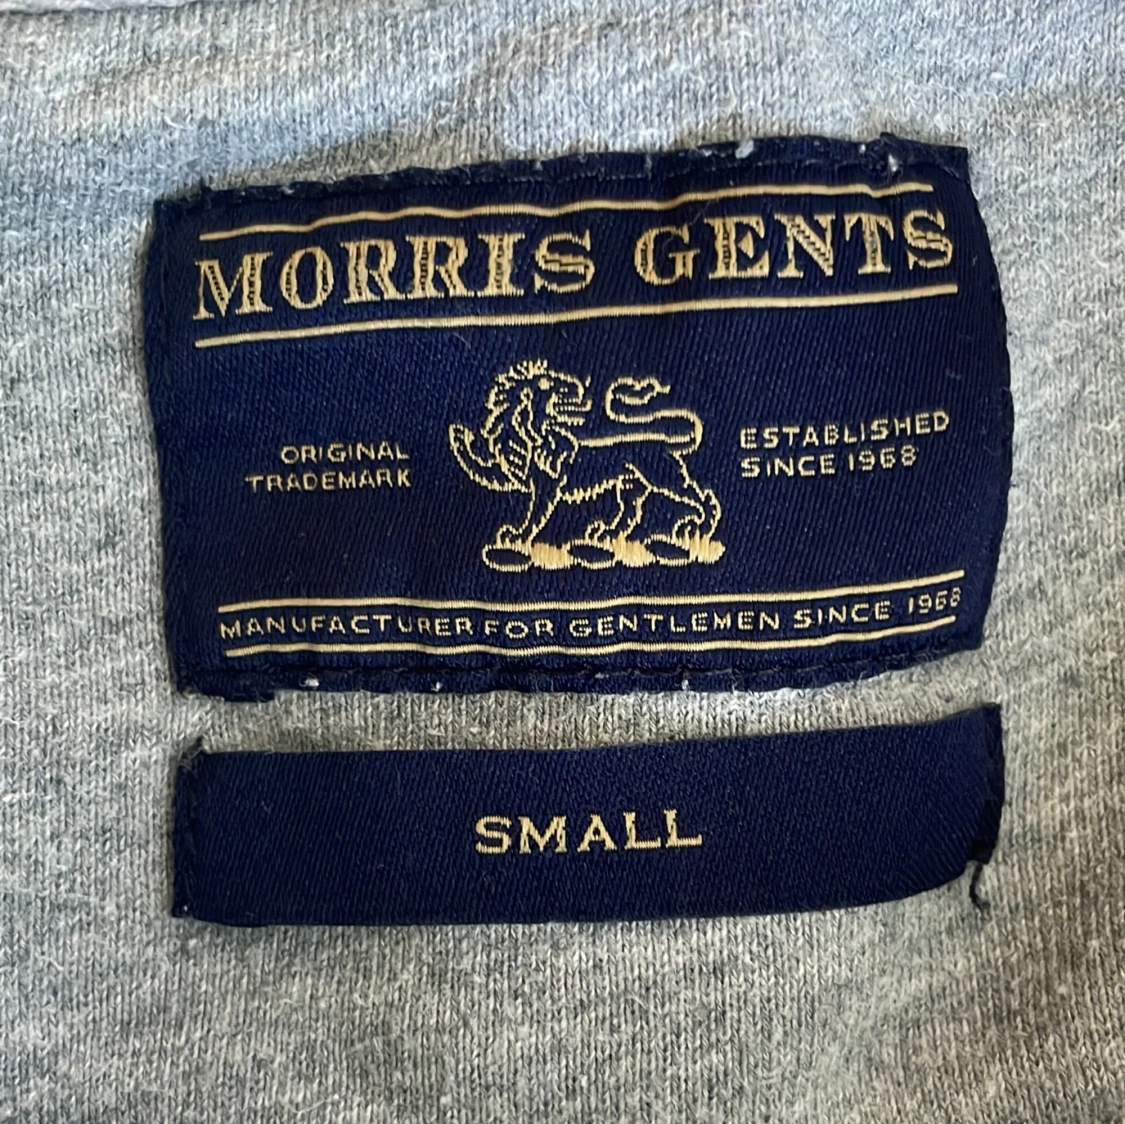 MORRIS GENTS
ORIGINAL
TRADEMARK
ESTABLISHED
SINCE 1968
MANUFACTURER FOR GENTLEMEN SINCE 1968
SMALL